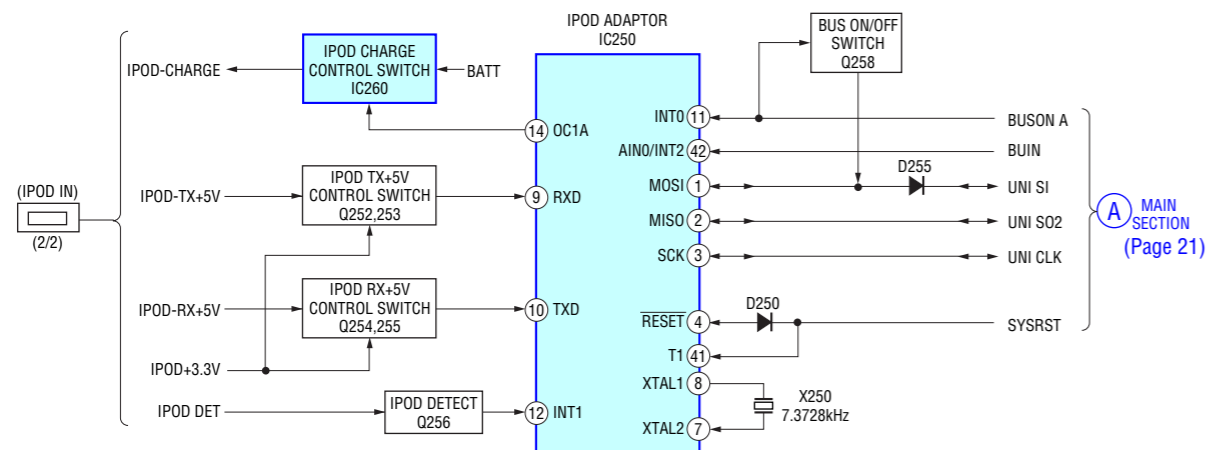 IPOD ADAPTOR
IC250
BUS ON/OFF
SWITCH
Q258
IPOD CHARGE
CONTROL SWITCH
IC260
IPOD-CHARGE
BATT
14 OC1A
INT0 11
BUSON A
AIN0/INT2 42
BUIN
IPOD TX+5V
CONTROL SWITCH
Q252,253
IPOD-TX+5V
9 RXD
MOSI 1
D255
UNI SI
(IPOD IN)
(2/2)
MISO 2
UNI SO2
SCK 3
UNI CLK
A MAIN
SECTION
(Page 21)
IPOD RX+5V
CONTROL SWITCH
Q254,255
IPOD-RX+5V
10 TXD
D250
RESET 4
SYSRST
T1 41
IPOD+3.3V
XTAL1 8
X250
7.3728kHz
XTAL2 7
IPOD DET
IPOD DETECT
Q256
12 INT1